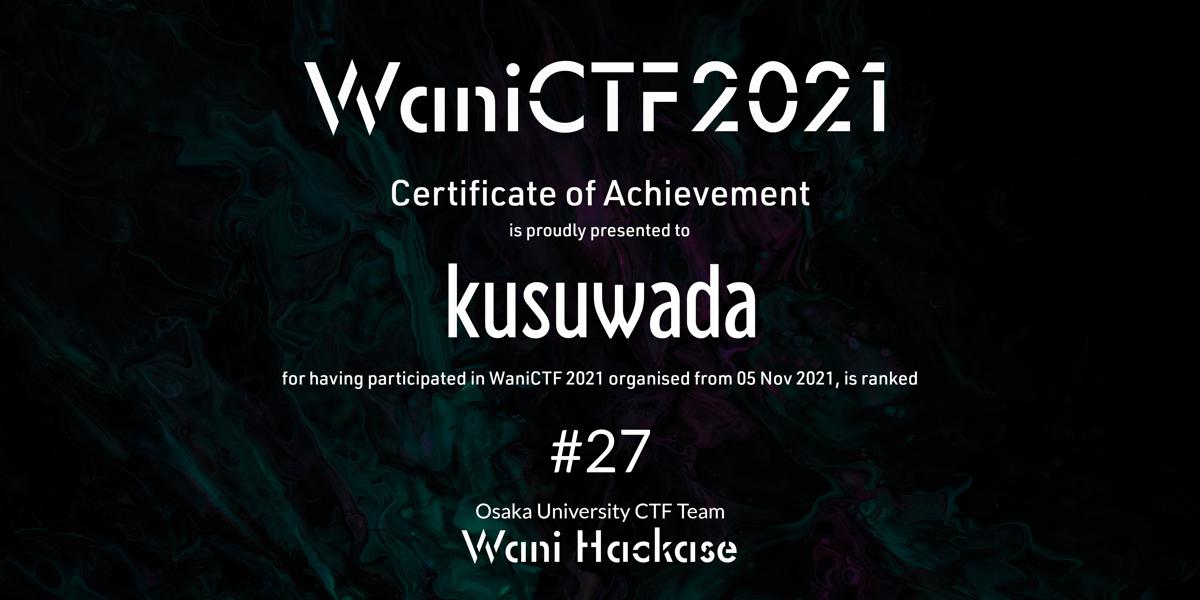 WaniCTF2021
Certificate of Achievement
is proudly presented to
kusuwada
for having participated in WaniCTF 2021 organised from 05 Nov 2021, is ranked
#27
Osaka University CTF Team
Wani Hackase